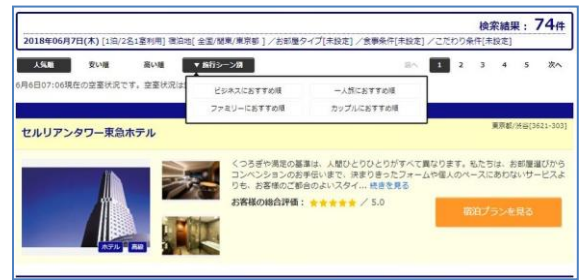 検索結果： 74件
2018年06月7日(木) [1泊/2名1室利用] 宿泊地[ 全国/関東/東京都 ] ／お部屋タイプ[未設定] ／食事条件[未設定] ／こだわり条件[未設定]
人気順 安い順 高い順 ▼ 旅行シーン別 前へ 1 2 3 4 5 次へ
6月6日07:06現在の空室状況です。空室状況は
ビジネスにおすすめ順 一人旅におすすめ順
ファミリーにおすすめ順 カップルにおすすめ順
セルリアンタワー東急ホテル
東京都/渋谷[3621-303]
くつろぎや満足の基準は、人間ひとりひとりがすべて異なります。私たちは、お部屋選びから
コンベンションのお手伝いまで、決まりきったフォームや個人のペースにあわないサービスよ
りも、お客様のご都合のよいスタイ... 続きを見る
お客様の総合評価： ★★★★★ ／ 5.0
宿泊プランを見る
ホテル 高級